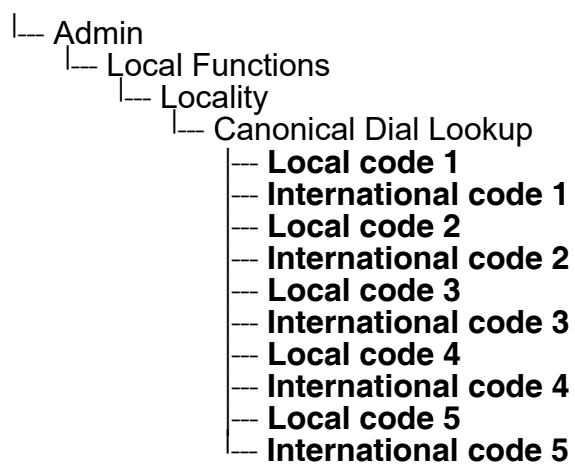 Admin
Local Functions
Locality
Canonical Dial Lookup
Local code 1
International code 1
Local code 2
International code 2
Local code 3
International code 3
Local code 4
International code 4
Local code 5
International code 5